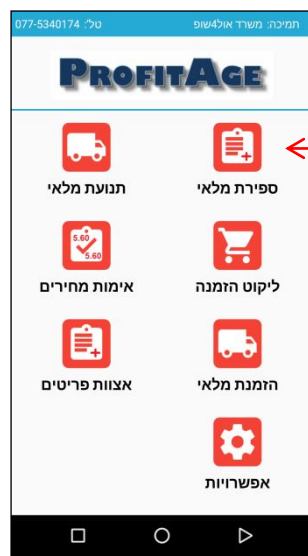 תמיכה: משרד אול4שופ טל': 077-5340174
PROFITAGE
ספירת מלאי תנועת מלאי
5.60
5.60
ליקוט הזמנה אימות מחירים
הזמנת מלאי אצוות פריטים
אפשרויות